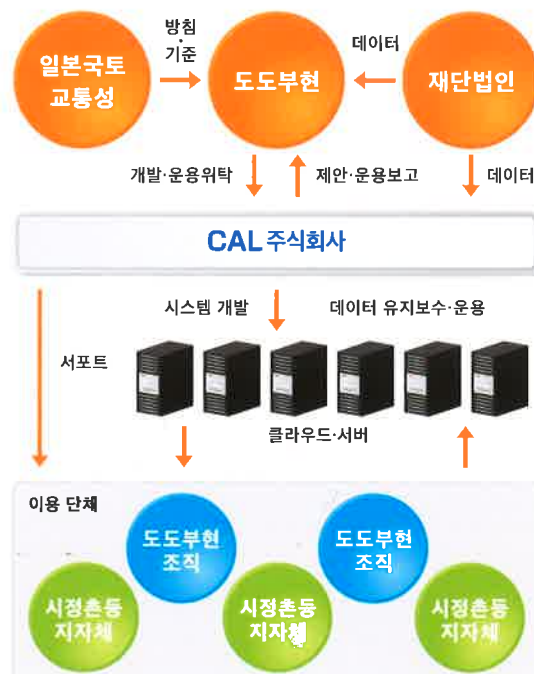 방침
·
기준
데이터
일본국토
교통성
도도부현
재단법인
개발·운용위탁
제안·운용보고
데이터
CAL 주식회사
시스템 개발
데이터 유지보수·운용
서포트
클라우드·서버
이용 단체
도도부현
조직
도도부현
조직
시정촌등
지자체
시정촌등
지자체
시정촌등
지자체